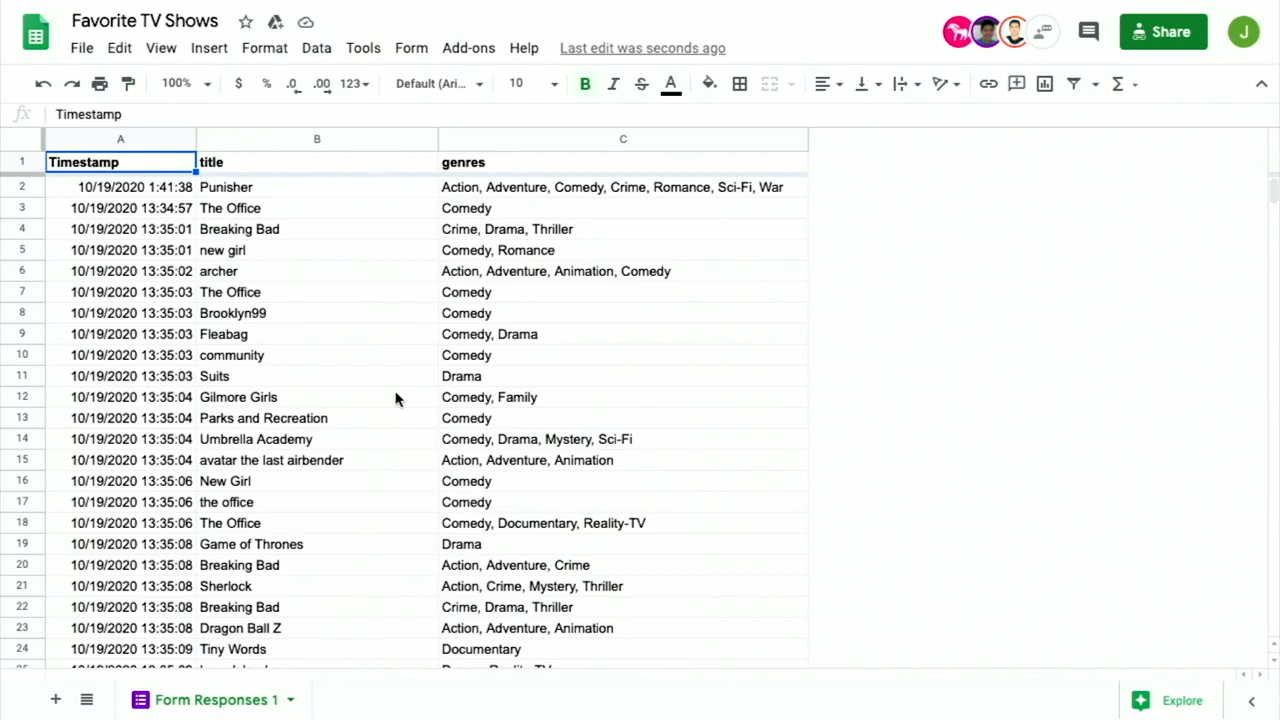 Favorite TV Shows
File Edit View Insert Format Data Tools Form Add-ons Help Last edit was seconds ago
Share J
100% $ % .0 .00 123 Default (Ari... 10 B I S A
fx Timestamp
A B C
1 Timestamp title genres
2 10/19/2020 1:41:38 Punisher Action, Adventure, Comedy, Crime, Romance, Sci-Fi, War
3 10/19/2020 13:34:57 The Office Comedy
4 10/19/2020 13:35:01 Breaking Bad Crime, Drama, Thriller
5 10/19/2020 13:35:01 new girl Comedy, Romance
6 10/19/2020 13:35:02 archer Action, Adventure, Animation, Comedy
7 10/19/2020 13:35:03 The Office Comedy
8 10/19/2020 13:35:03 Brooklyn99 Comedy
9 10/19/2020 13:35:03 Fleabag Comedy, Drama
10 10/19/2020 13:35:03 community Comedy
11 10/19/2020 13:35:03 Suits Drama
12 10/19/2020 13:35:04 Gilmore Girls Comedy, Family
13 10/19/2020 13:35:04 Parks and Recreation Comedy
14 10/19/2020 13:35:04 Umbrella Academy Comedy, Drama, Mystery, Sci-Fi
15 10/19/2020 13:35:04 avatar the last airbender Action, Adventure, Animation
16 10/19/2020 13:35:06 New Girl Comedy
17 10/19/2020 13:35:06 the office Comedy
18 10/19/2020 13:35:06 The Office Comedy, Documentary, Reality-TV
19 10/19/2020 13:35:08 Game of Thrones Drama
20 10/19/2020 13:35:08 Breaking Bad Action, Adventure, Crime
21 10/19/2020 13:35:08 Sherlock Action, Crime, Mystery, Thriller
22 10/19/2020 13:35:08 Breaking Bad Crime, Drama, Thriller
23 10/19/2020 13:35:08 Dragon Ball Z Action, Adventure, Animation
24 10/19/2020 13:35:09 Tiny Words Documentary
Form Responses 1 Explore